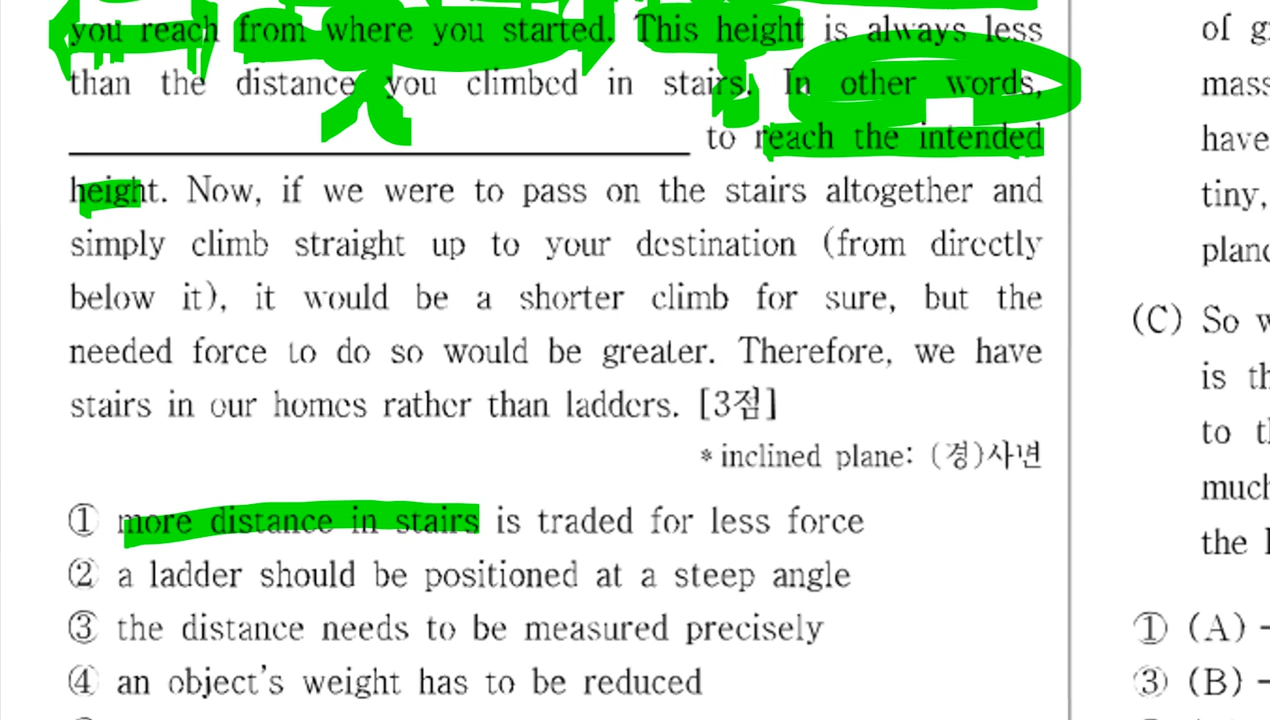 you reach from where you started. This height is always less
than the distance you climbed in stairs. In other words,
to reach the intended
height. Now, if we were to pass on the stairs altogether and
simply climb straight up to your destination (from directly
below it), it would be a shorter climb for sure, but the
needed force to do so would be greater. Therefore, we have
stairs in our homes rather than ladders. [3점]
* inclined plane: (경)사면
① more distance in stairs is traded for less force
② a ladder should be positioned at a steep angle
③ the distance needs to be measured precisely
④ an object's weight has to be reduced
of
mass
have
tiny,
(C) So
is
to
much
the
① (A) -
③ (B) -